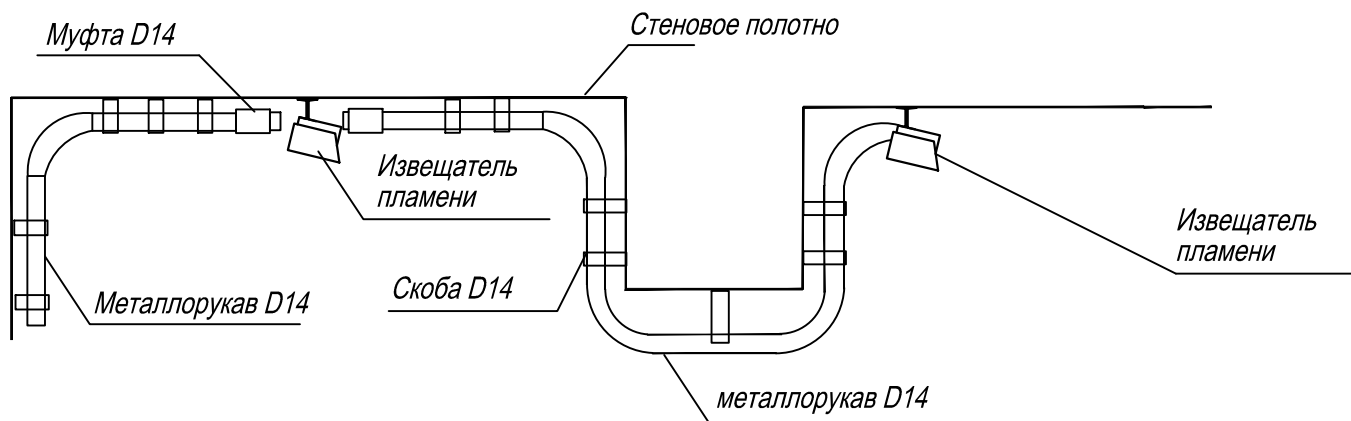 Муфта D14
Стеновое полотно
Извещатель
пламени
Извещатель
пламени
Металлорукав D14
Скоба D14
металлорукав D14